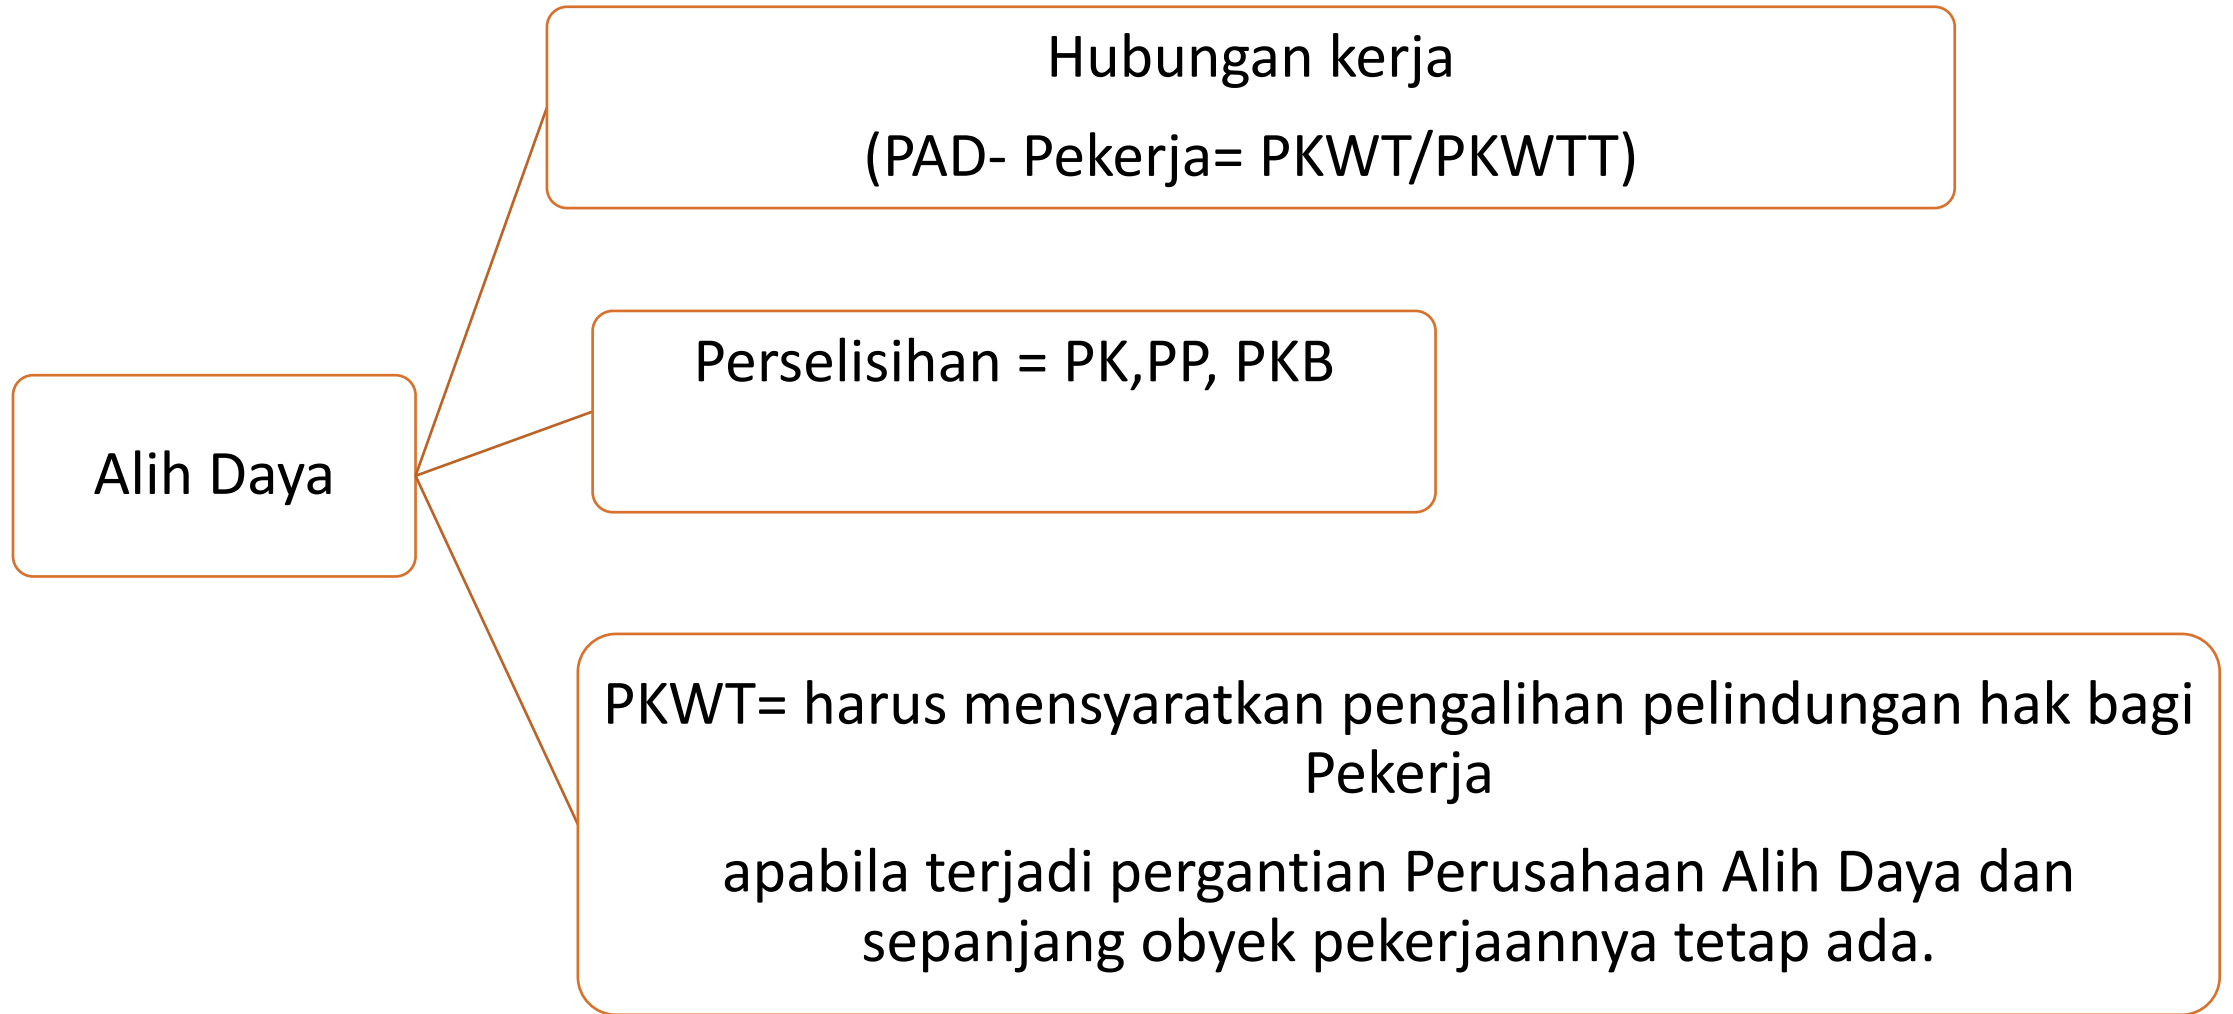 Hubungan kerja
(PAD- Pekerja= PKWT/PKWTT)
Perselisihan = PK,PP, PKB
Alih Daya
PKWT= harus mensyaratkan pengalihan pelindungan hak bagi
Pekerja
apabila terjadi pergantian Perusahaan Alih Daya dan
sepanjang obyek pekerjaannya tetap ada.